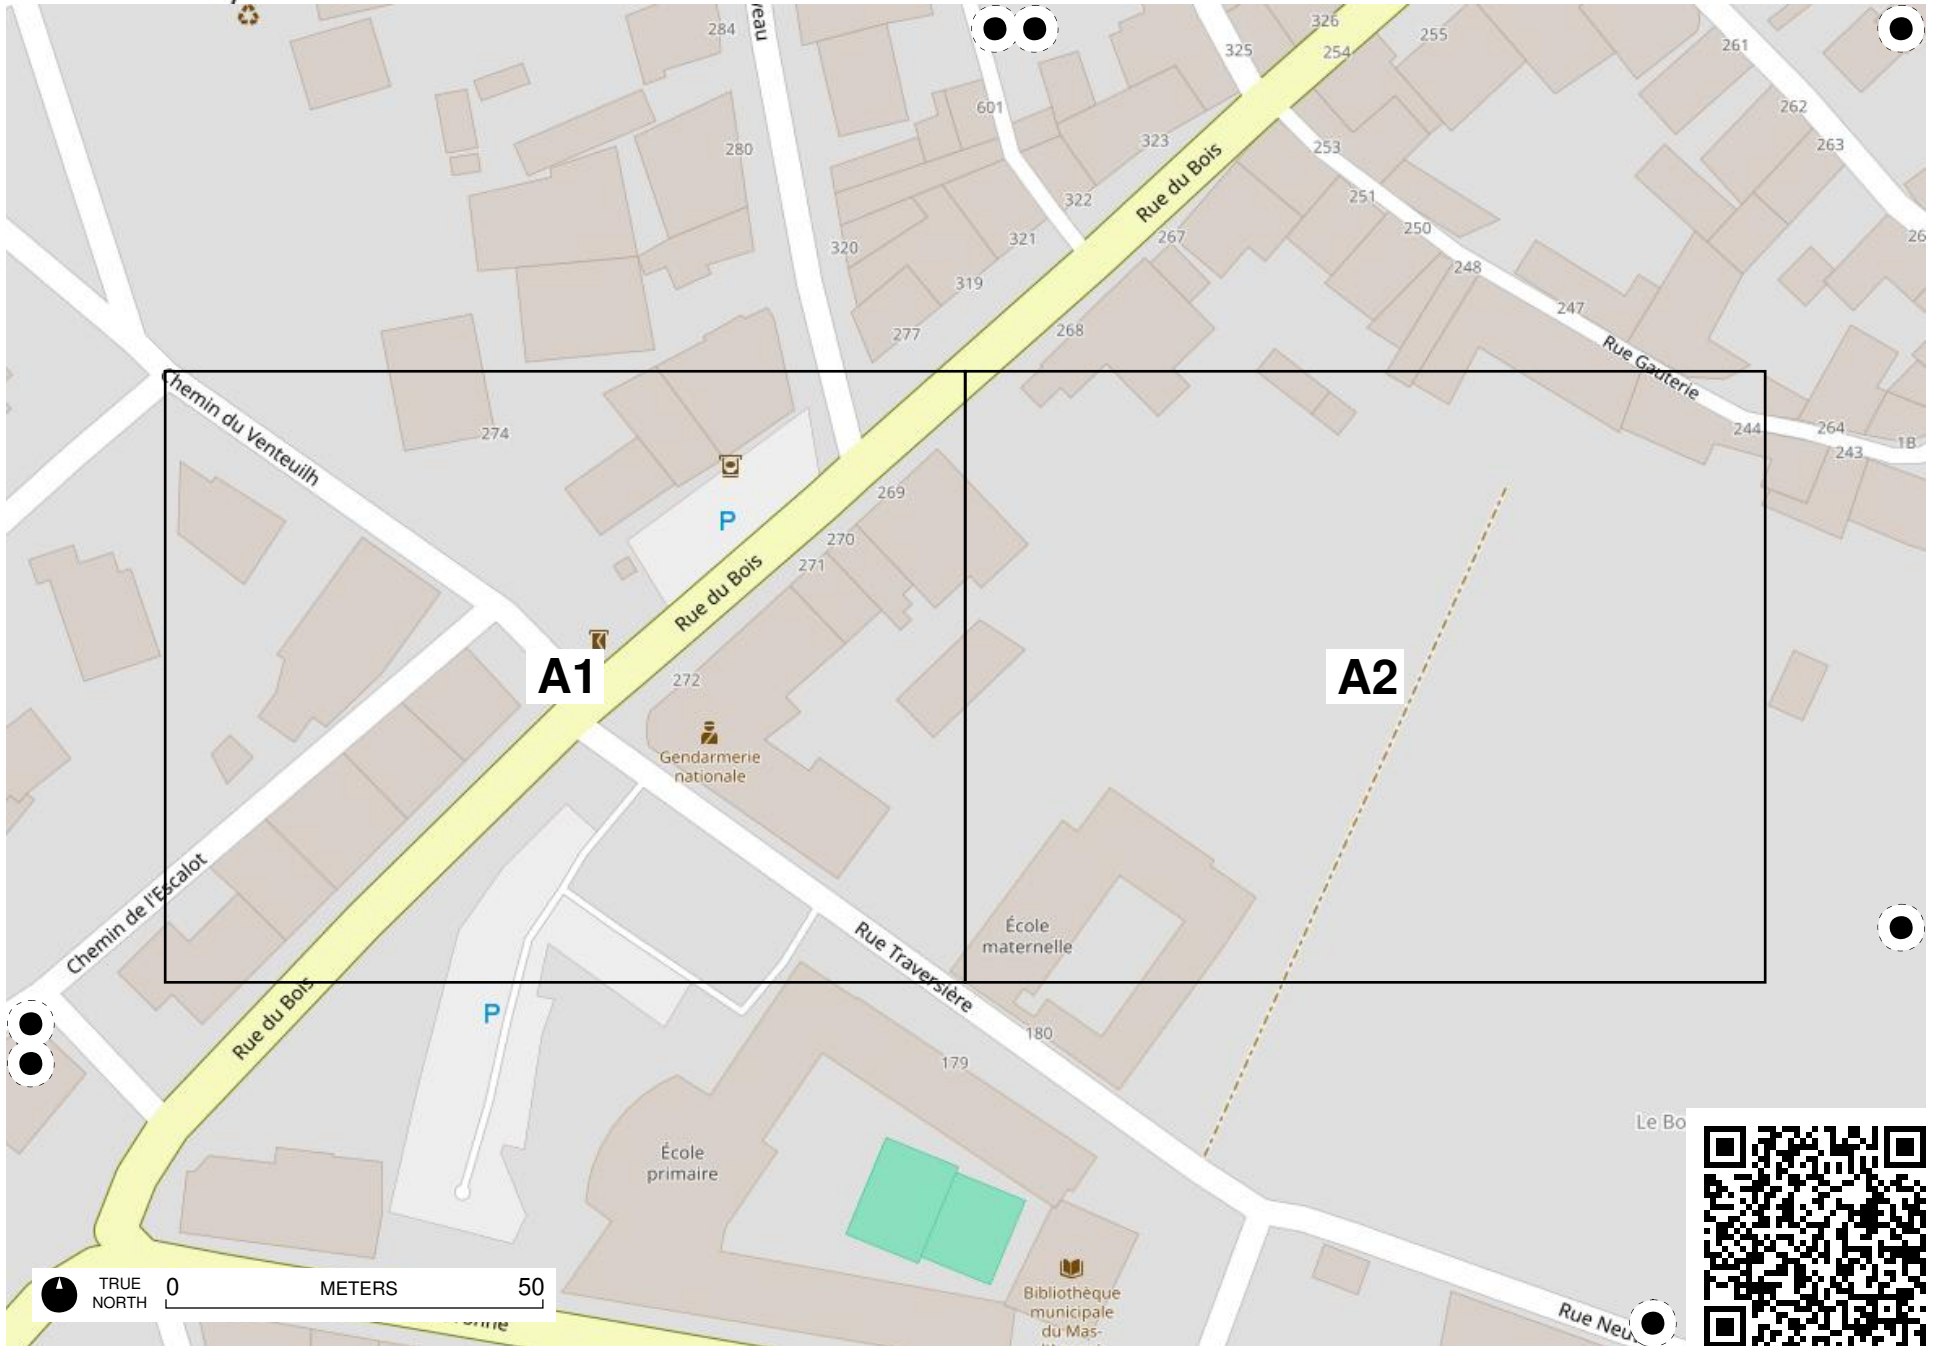 284
326
254
255
325
261
601
262
280
323
253
263
Rue du Bois
322
251
250
320
321
267
248
319
247
277
268
Rue Gauterie
Chemin du Venteuilh
274
244
264
1B
243
269
P
270
271
Rue du Bois
A1
A2
272
Gendarmerie
nationale
Chemin de l'Escalot
École
maternelle
Rue Traversière
Rue du Bois
P
180
179
Le Bo
École
primaire
Bibliothèque
municipale
du Mas-
Rue Neu
TRUE
NORTH
0
METERS
50